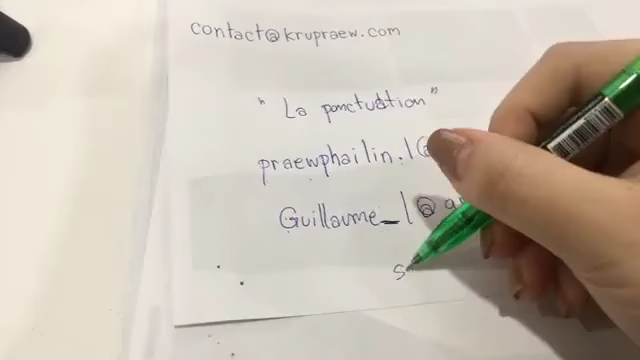 contact@krupraew.com
" La ponctuation "
praewphailin.l@
Guillaume_l@
s